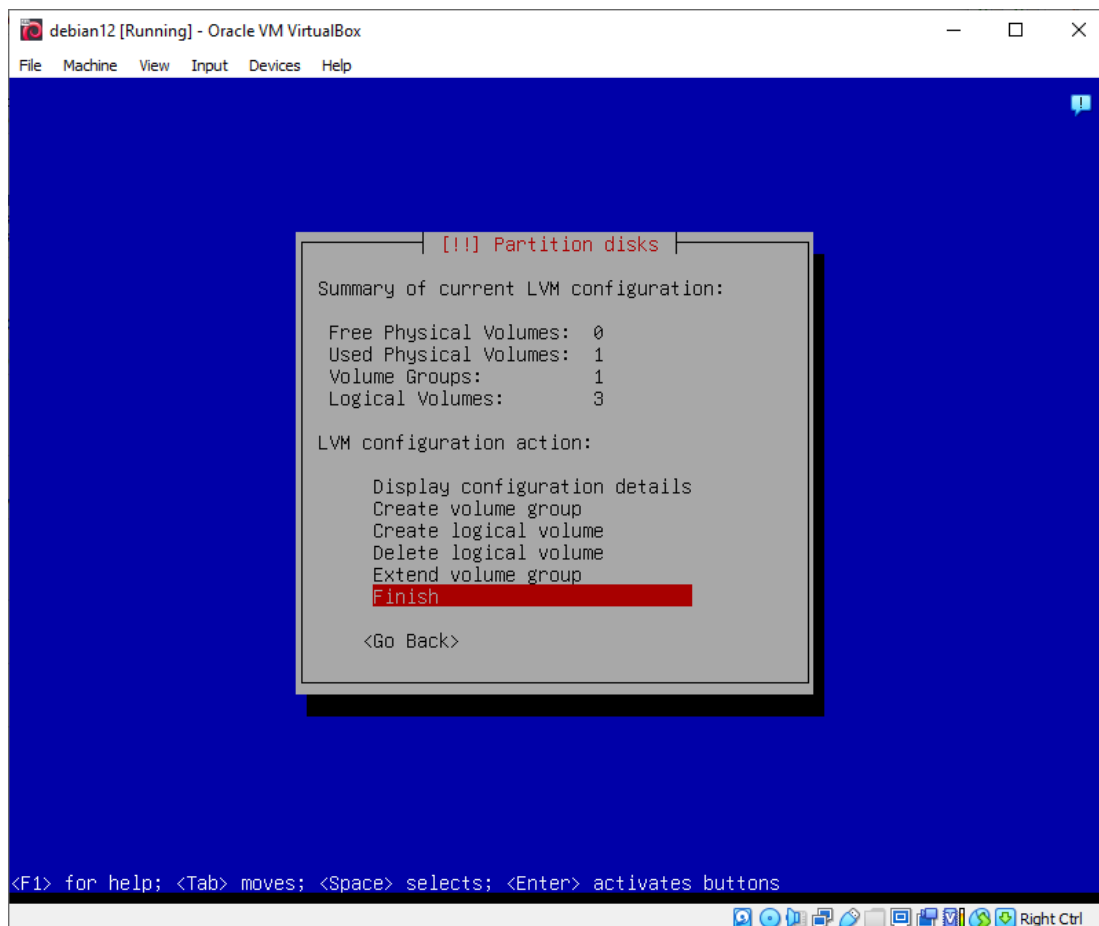 debian12 [Running] - Oracle VM VirtualBox
File Machine View Input Devices Help
[!!] Partition disks
Summary of current LVM configuration:
Free Physical Volumes: 0
Used Physical Volumes: 1
Volume Groups: 1
Logical Volumes: 3
LVM configuration action:
Display configuration details
Create volume group
Create logical volume
Delete logical volume
Extend volume group
Finish
<Go Back>
<F1> for help; <Tab> moves; <Space> selects; <Enter> activates buttons
Right Ctrl